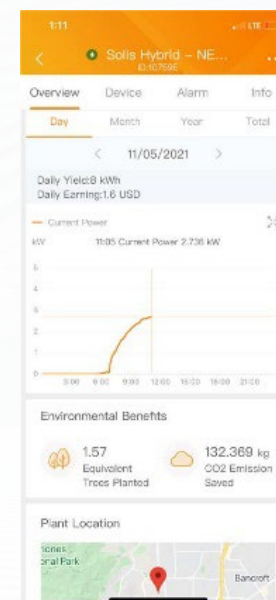 1:11
LTE
Solis Hybrid – NE...
Overview Device Alarm Info
Day Month Year Total
< 11/05/2021 >
Daily Yield:8 kWh
Daily Earning:1.6 USD
Current Power
kW 11:05 Current Power 2.736 kW
5
4
3
2
1
0
3:00 6:00 9:00 12:00 15:00 18:00 21:00
Environmental Benefits
1.57 132.369 kg
Equivalent CO2 Emission
Trees Planted Saved
Plant Location
Bancroft